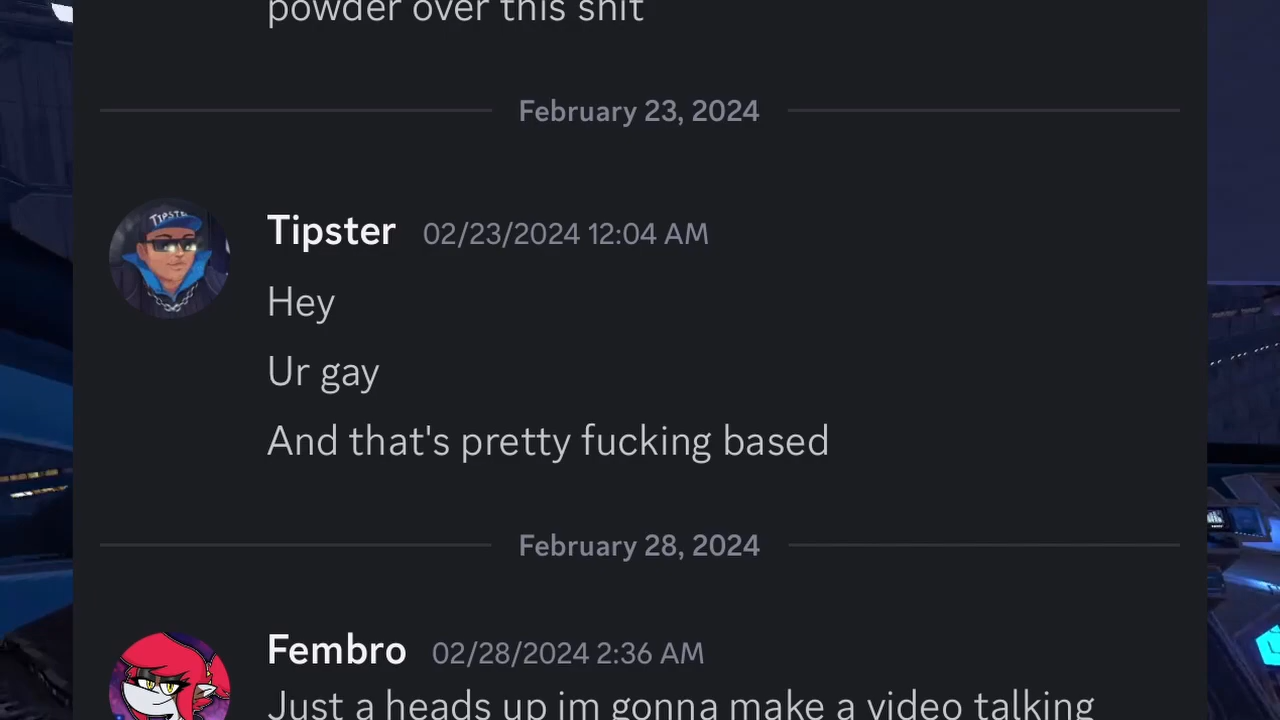 powder over this shit
February 23, 2024
TIPSTER
Tipster 02/23/2024 12:04 AM
Hey
Ur gay
And that's pretty fucking based
February 28, 2024
Fembro 02/28/2024 2:36 AM
Just a heads up im gonna make a video talking